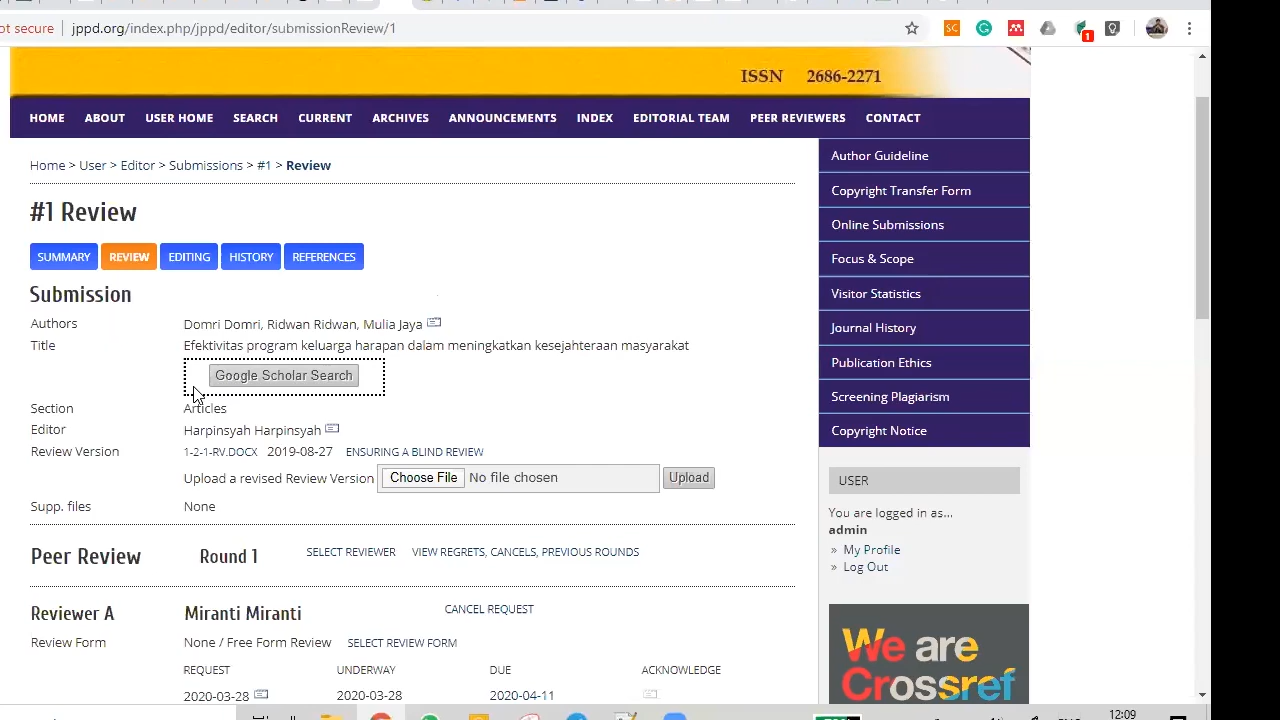 ot secure jppd.org/index.php/jppd/editor/submissionReview/1
SC
1
ISSN 2686-2271
HOME ABOUT USER HOME SEARCH CURRENT ARCHIVES ANNOUNCEMENTS INDEX EDITORIAL TEAM PEER REVIEWERS CONTACT
Home > User > Editor > Submissions > #1 > Review
#1 Review
SUMMARY REVIEW EDITING HISTORY REFERENCES
Submission
Authors Domri Domri, Ridwan Ridwan, Mulia Jaya
Title Efektivitas program keluarga harapan dalam meningkatkan kesejahteraan masyarakat
Google Scholar Search
Section Articles
Editor Harpinsyah Harpinsyah
Review Version 1-2-1-RV.DOCX 2019-08-27 ENSURING A BLIND REVIEW
Upload a revised Review Version Choose File No file chosen Upload
Supp. files None
Peer Review Round 1 SELECT REVIEWER VIEW REGRETS, CANCELS, PREVIOUS ROUNDS
Reviewer A Miranti Miranti CANCEL REQUEST
Review Form None / Free Form Review SELECT REVIEW FORM
REQUEST UNDERWAY DUE ACKNOWLEDGE
2020-03-28 2020-03-28 2020-04-11
Author Guideline
Copyright Transfer Form
Online Submissions
Focus & Scope
Visitor Statistics
Journal History
Publication Ethics
Screening Plagiarism
Copyright Notice
USER
You are logged in as...
admin
» My Profile
» Log Out
We are
Crossref
12:09